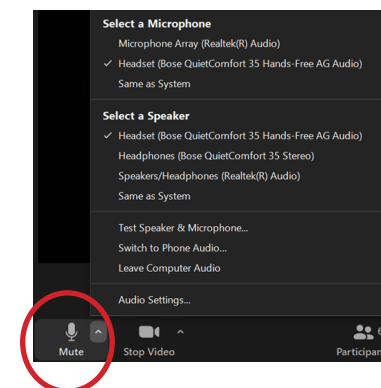 Select a Microphone
Microphone Array (Realtek(R) Audio)
✓ Headset (Bose QuietComfort 35 Hands-Free AG Audio)
Same as System
Select a Speaker
✓ Headset (Bose QuietComfort 35 Hands-Free AG Audio)
Headphones (Bose QuietComfort 35 Stereo)
Speakers/Headphones (Realtek(R) Audio)
Same as System
Test Speaker & Microphone...
Switch to Phone Audio...
Leave Computer Audio
Audio Settings...
Mute Stop Video